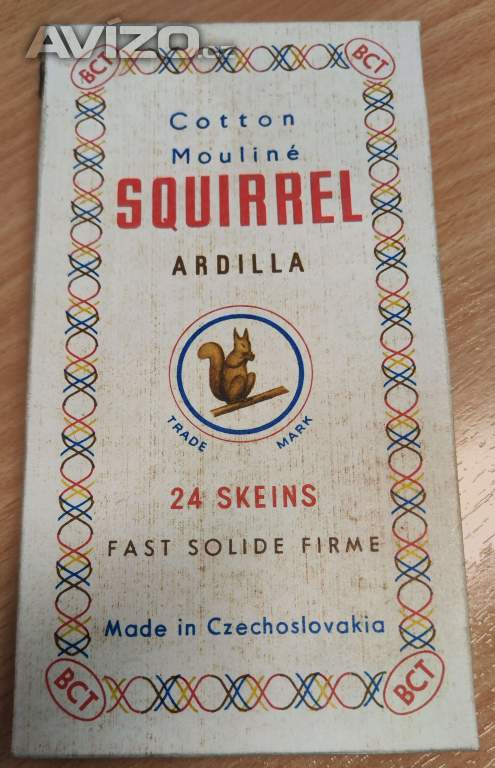 AVÍZO.cz
BCT
BCT
Cotton
Mouliné
SQUIRREL
ARDILLA
TRADE MARK
24 SKEINS
FAST SOLIDE FIRME
Made in Czechoslovakia
BCT
BCT